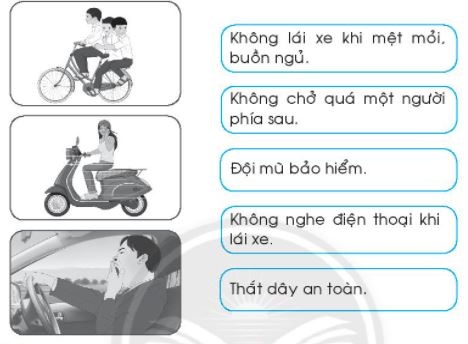 Không lái xe khi mệt mỏi,
buồn ngủ.
Không chở quá một người
phía sau.
Đội mũ bảo hiểm.
Không nghe điện thoại khi
lái xe.
Thắt dây an toàn.